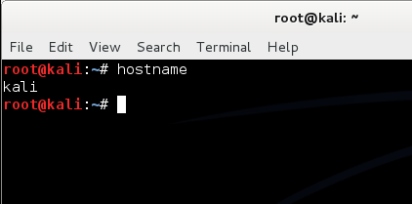 root@kali: ~
File Edit View Search Terminal Help
root@kali:~# hostname
kali
root@kali:~#